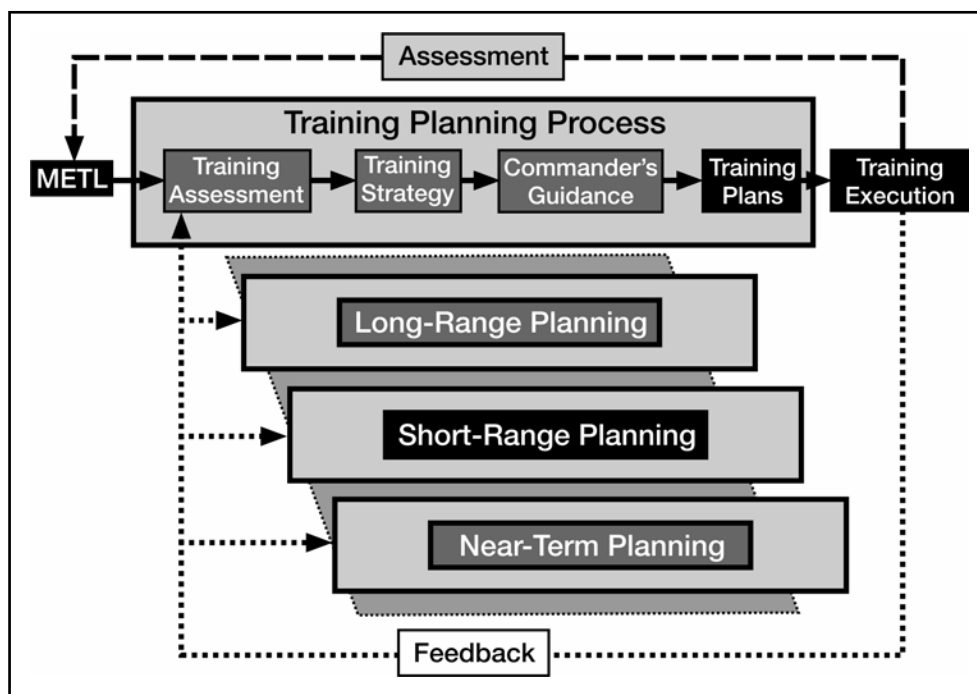 Assessment
Training Planning Process
METL
Training
Assessment
Training
Strategy
Commander's
Guidance
Training
Plans
Training
Execution
Long-Range Planning
Short-Range Planning
Near-Term Planning
Feedback